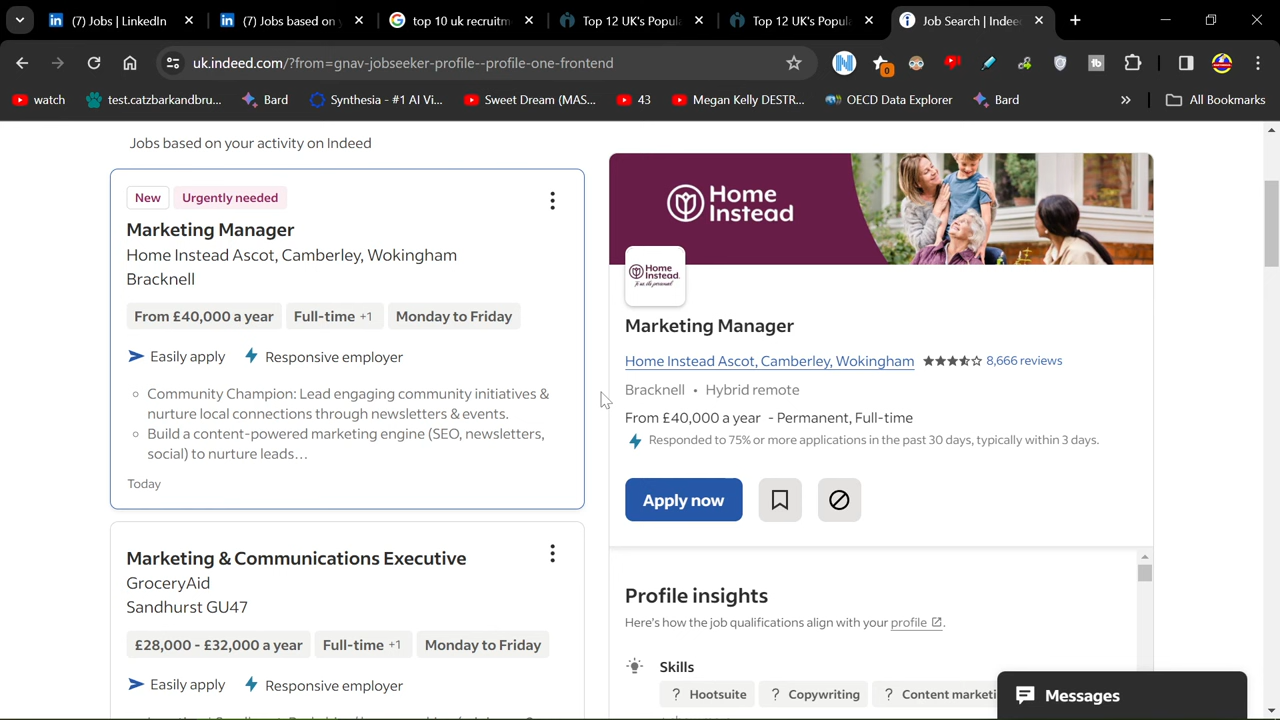 (7) Jobs | LinkedIn
(7) Jobs based on y
top 10 uk recruitm
Top 12 UK's Popula
Top 12 UK's Popula
Job Search | Indee
uk.indeed.com/?from=gnav-jobseeker-profile--profile-one-frontend
0
watch
test.catzbarkandbru...
Bard
Synthesia - #1 AI Vi...
Sweet Dream (MAS...
43
Megan Kelly DESTR...
OECD Data Explorer
Bard
»
All Bookmarks
Jobs based on your activity on Indeed
New
Urgently needed
Marketing Manager
Home Instead Ascot, Camberley, Wokingham
Bracknell
From £40,000 a year
Full-time +1
Monday to Friday
Easily apply
Responsive employer
Community Champion: Lead engaging community initiatives &
nurture local connections through newsletters & events.
Build a content-powered marketing engine (SEO, newsletters,
social) to nurture leads…
Today
Marketing & Communications Executive
GroceryAid
Sandhurst GU47
£28,000 - £32,000 a year
Full-time +1
Monday to Friday
Easily apply
Responsive employer
Home
Instead
Home
Instead.
Marketing Manager
Home Instead Ascot, Camberley, Wokingham
8,666 reviews
Bracknell • Hybrid remote
From £40,000 a year - Permanent, Full-time
Responded to 75% or more applications in the past 30 days, typically within 3 days.
Apply now
Profile insights
Here's how the job qualifications align with your profile.
Skills
? Hootsuite
? Copywriting
? Content marketi
Messages